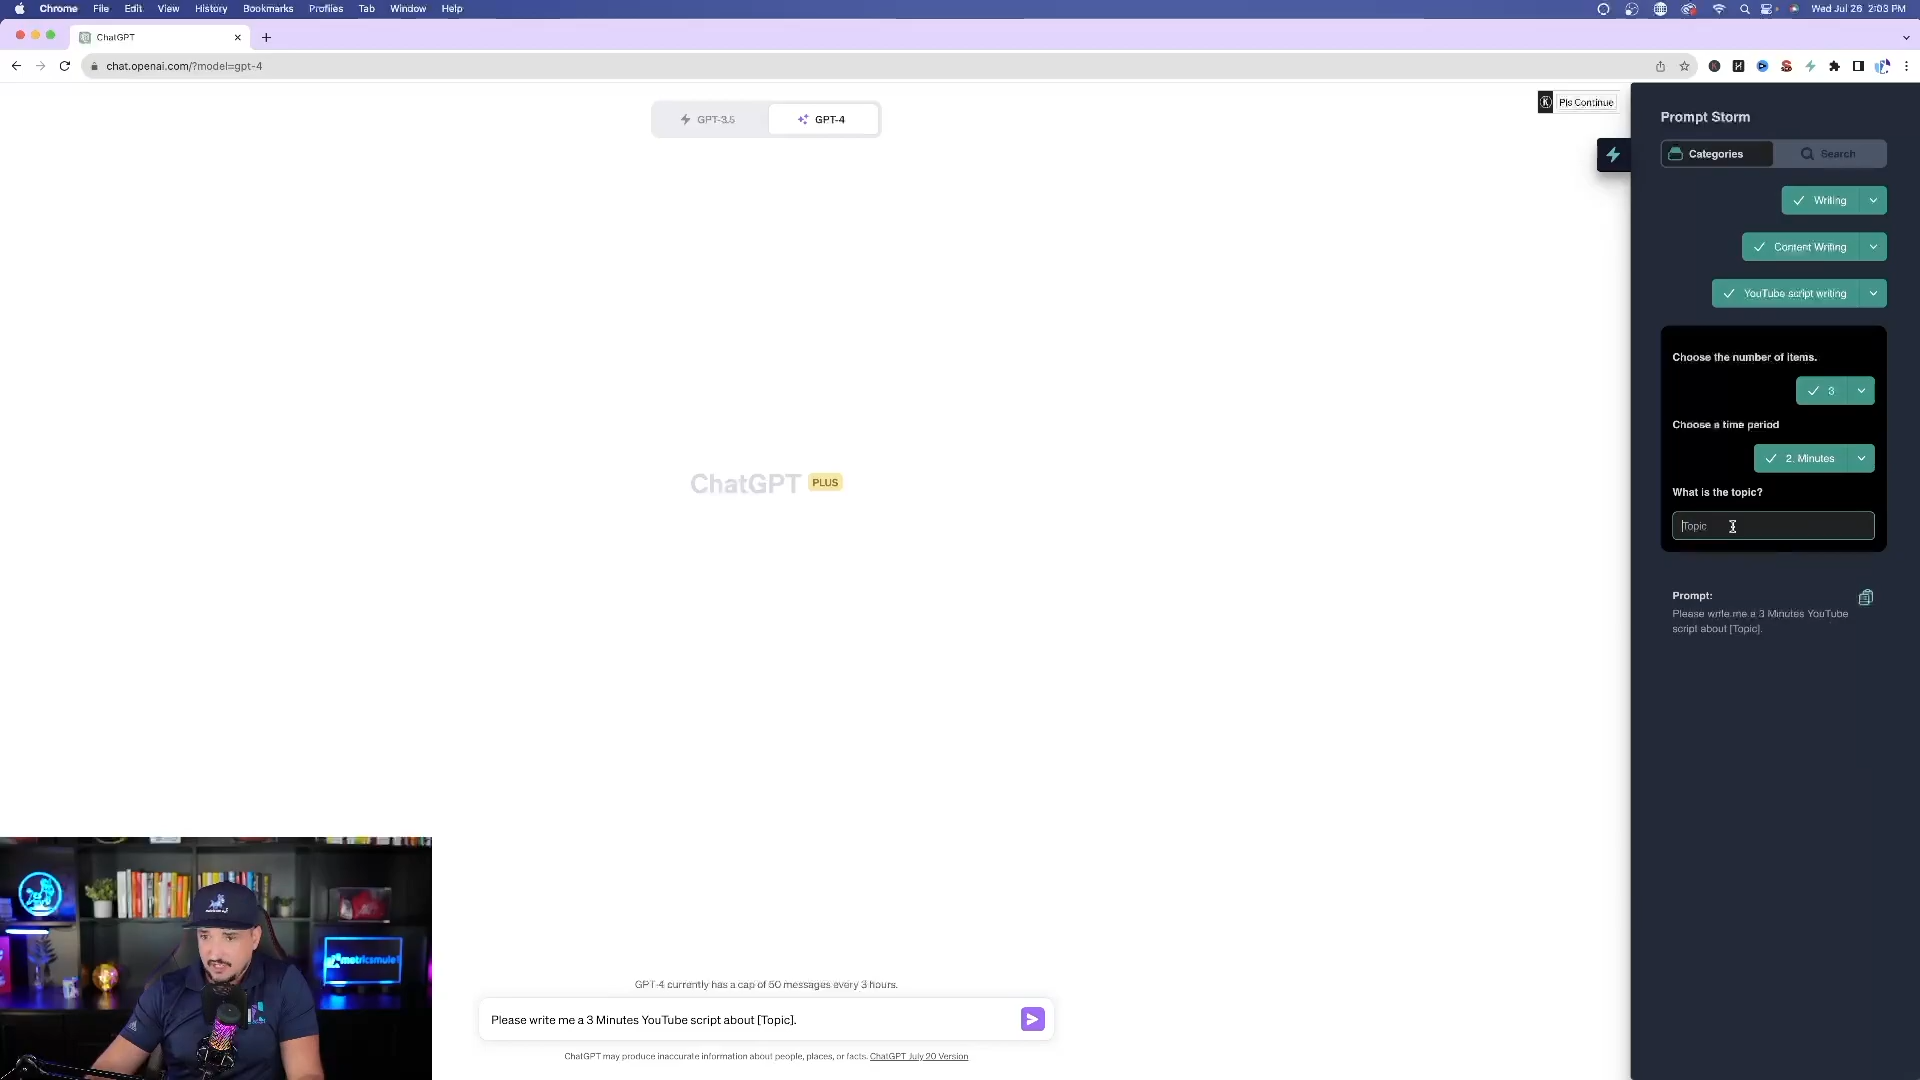 Chrome File Edit View History Bookmarks Profiles Tab Window Help Wed Jul 26 2:03 PM
ChatGPT
chat.openai.com/?model=gpt-4
GPT-3.5 GPT-4
Pls Continue
Prompt Storm
Categories Search
Writing
Content Writing
YouTube script writing
Choose the number of items.
3
Choose a time period
2. Minutes
What is the topic?
Topic
Prompt:
Please write me a 3 Minutes YouTube
script about [Topic].
ChatGPT PLUS
metricsmule
GPT-4 currently has a cap of 50 messages every 3 hours.
Please write me a 3 Minutes YouTube script about [Topic].
ChatGPT may produce inaccurate information about people, places, or facts. ChatGPT July 20 Version